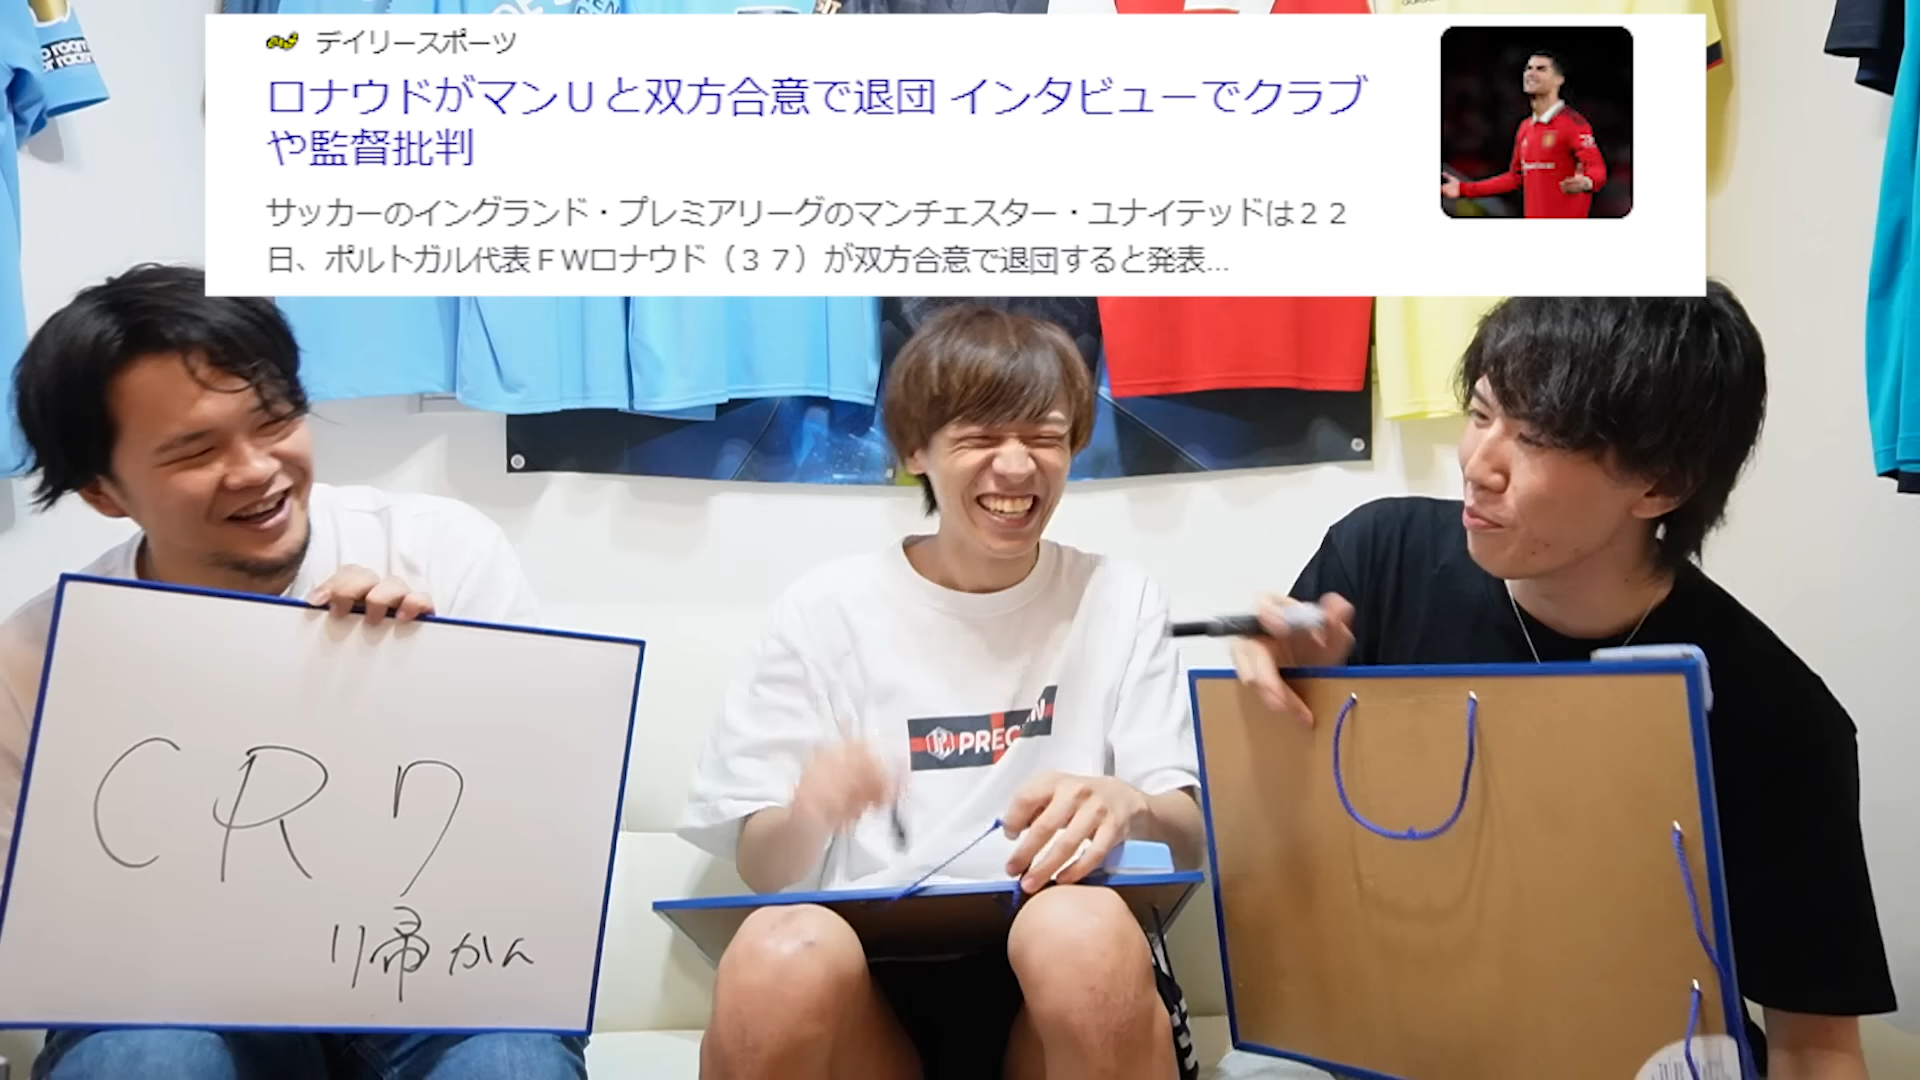 デイリースポーツ
ロナウドがマンUと双方合意で退団 インタビューでクラブ
や監督批判
サッカーのイングランド・プレミアリーグのマンチェスター・ユナイテッドは２２
日、ポルトガル代表ＦＷロナウド（３７）が双方合意で退団すると発表...
CR7
帰かん